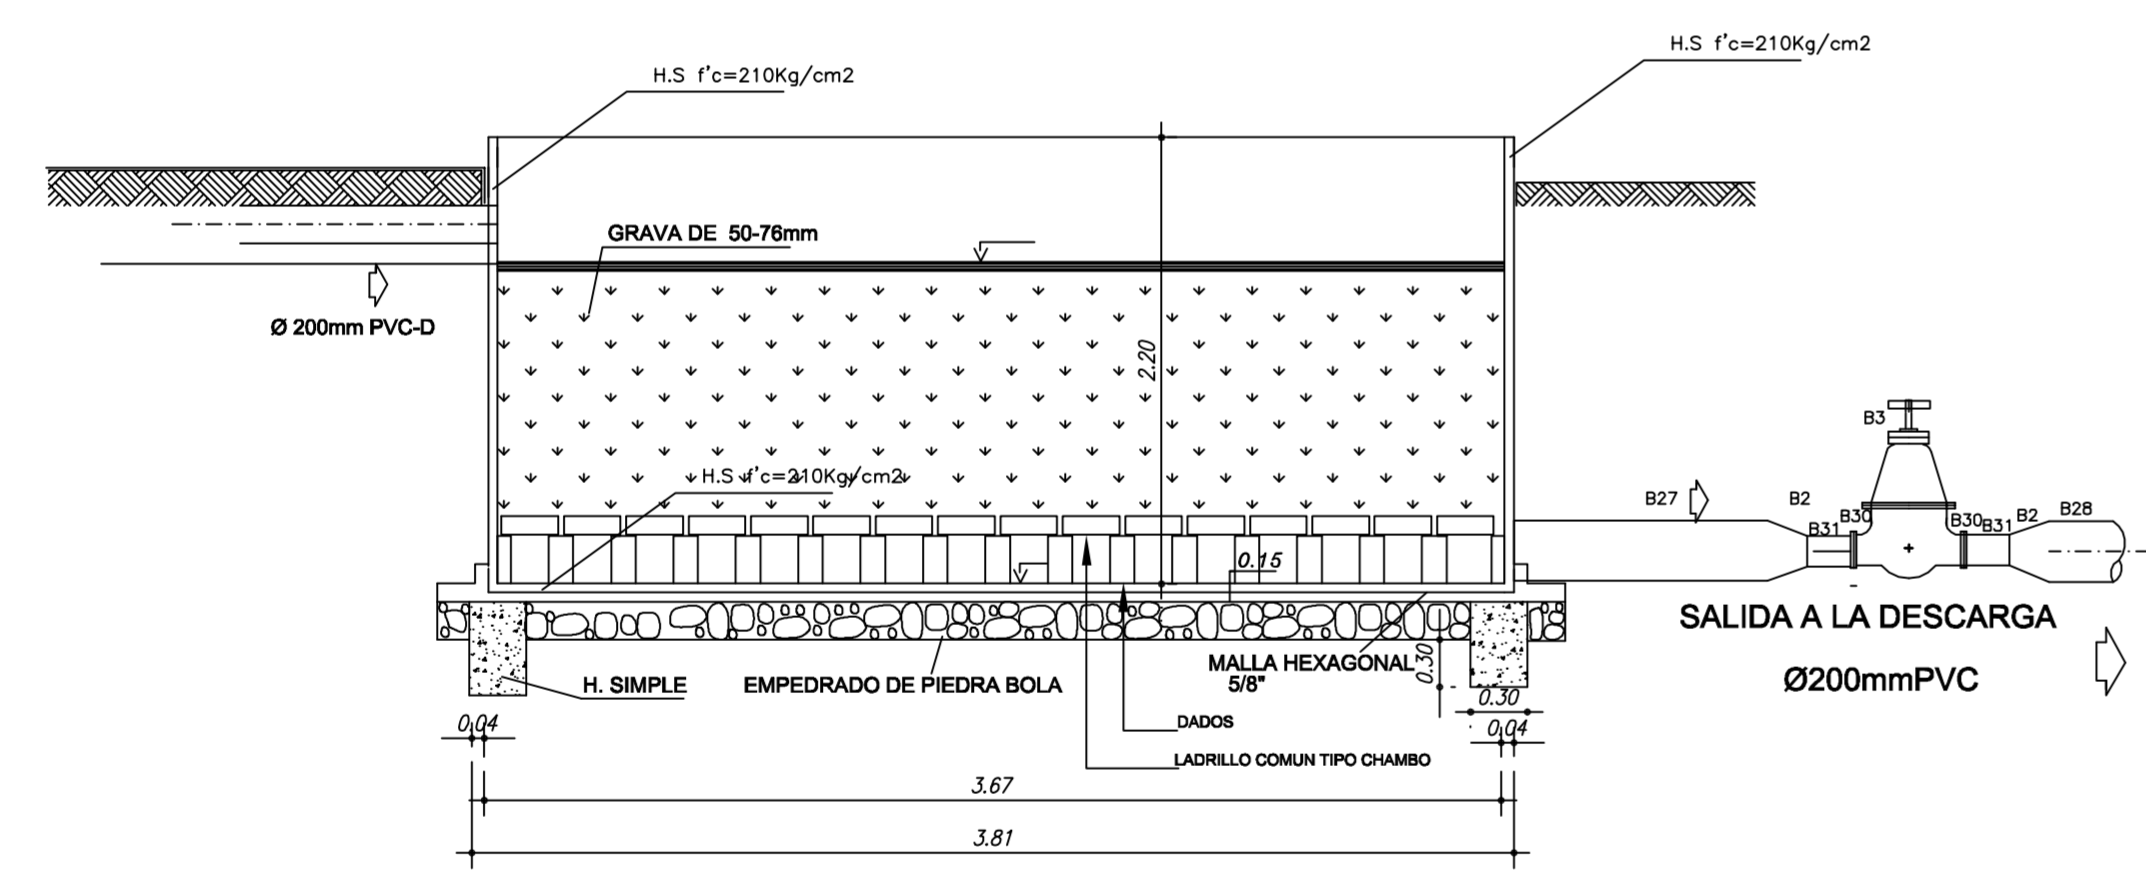 H.S f'c=210Kg/cm2
H.S f'c=210Kg/cm2
GRAVA DE 50-76mm
Ø 200mm PVC-D
2.20
H.S f'c=210Kg/cm2
B3
B27
B2
B31
B30
B30
B31
B2
B28
0.15
SALIDA A LA DESCARGA
Ø200mmPVC
MALLA HEXAGONAL
5/8"
0.30
H. SIMPLE
EMPEDRADO DE PIEDRA BOLA
0.30
DADOS
0.04
0.04
LADRILLO COMUN TIPO CHAMBO
3.67
3.81